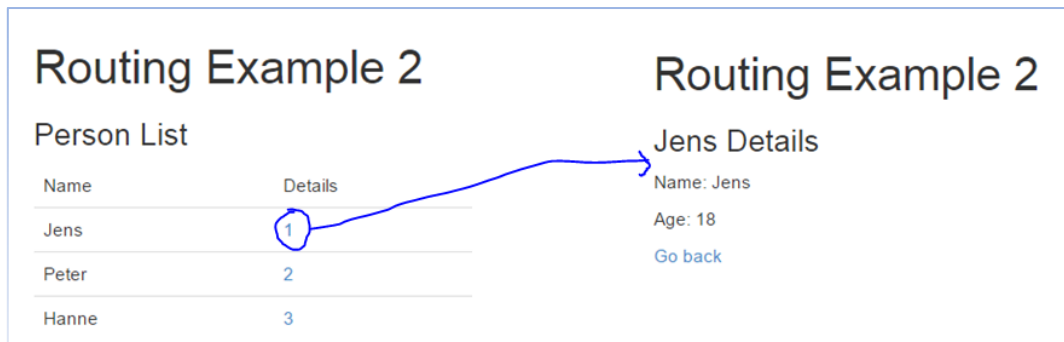 Routing Example 2
Person List
Name Details
Jens 1
Peter 2
Hanne 3
Routing Example 2
Jens Details
Name: Jens
Age: 18
Go back